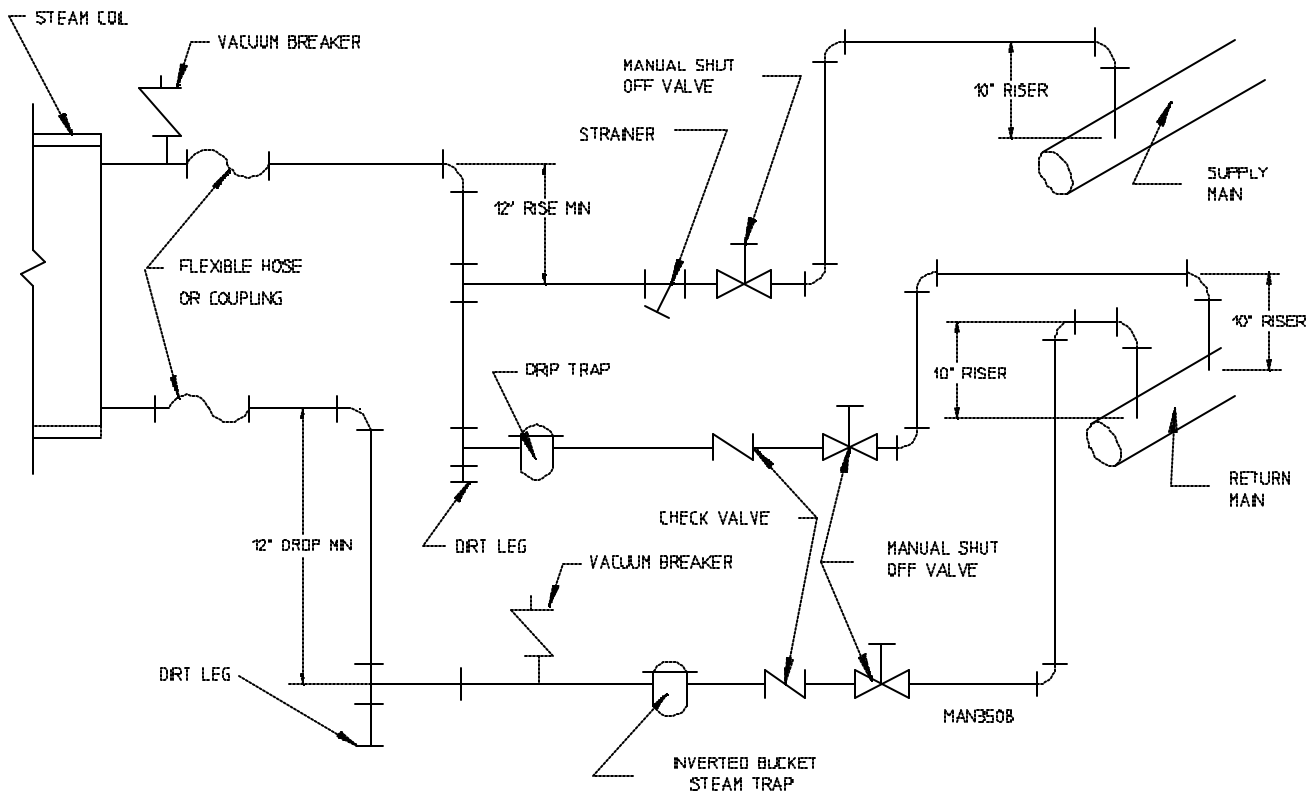 STEAM COIL
VACUUM BREAKER
MANUAL SHUT
OFF VALVE
10" RISER
STRAINER
SUPPLY
MAIN
12" RISE MIN
FLEXIBLE HOSE
OR COUPLING
10" RISER
10" RISER
DRIP TRAP
RETURN
MAIN
CHECK VALVE
12" DROP MIN
DIRT LEG
MANUAL SHUT
OFF VALVE
VACUUM BREAKER
DIRT LEG
MAN350B
INVERTED BUCKET
STEAM TRAP